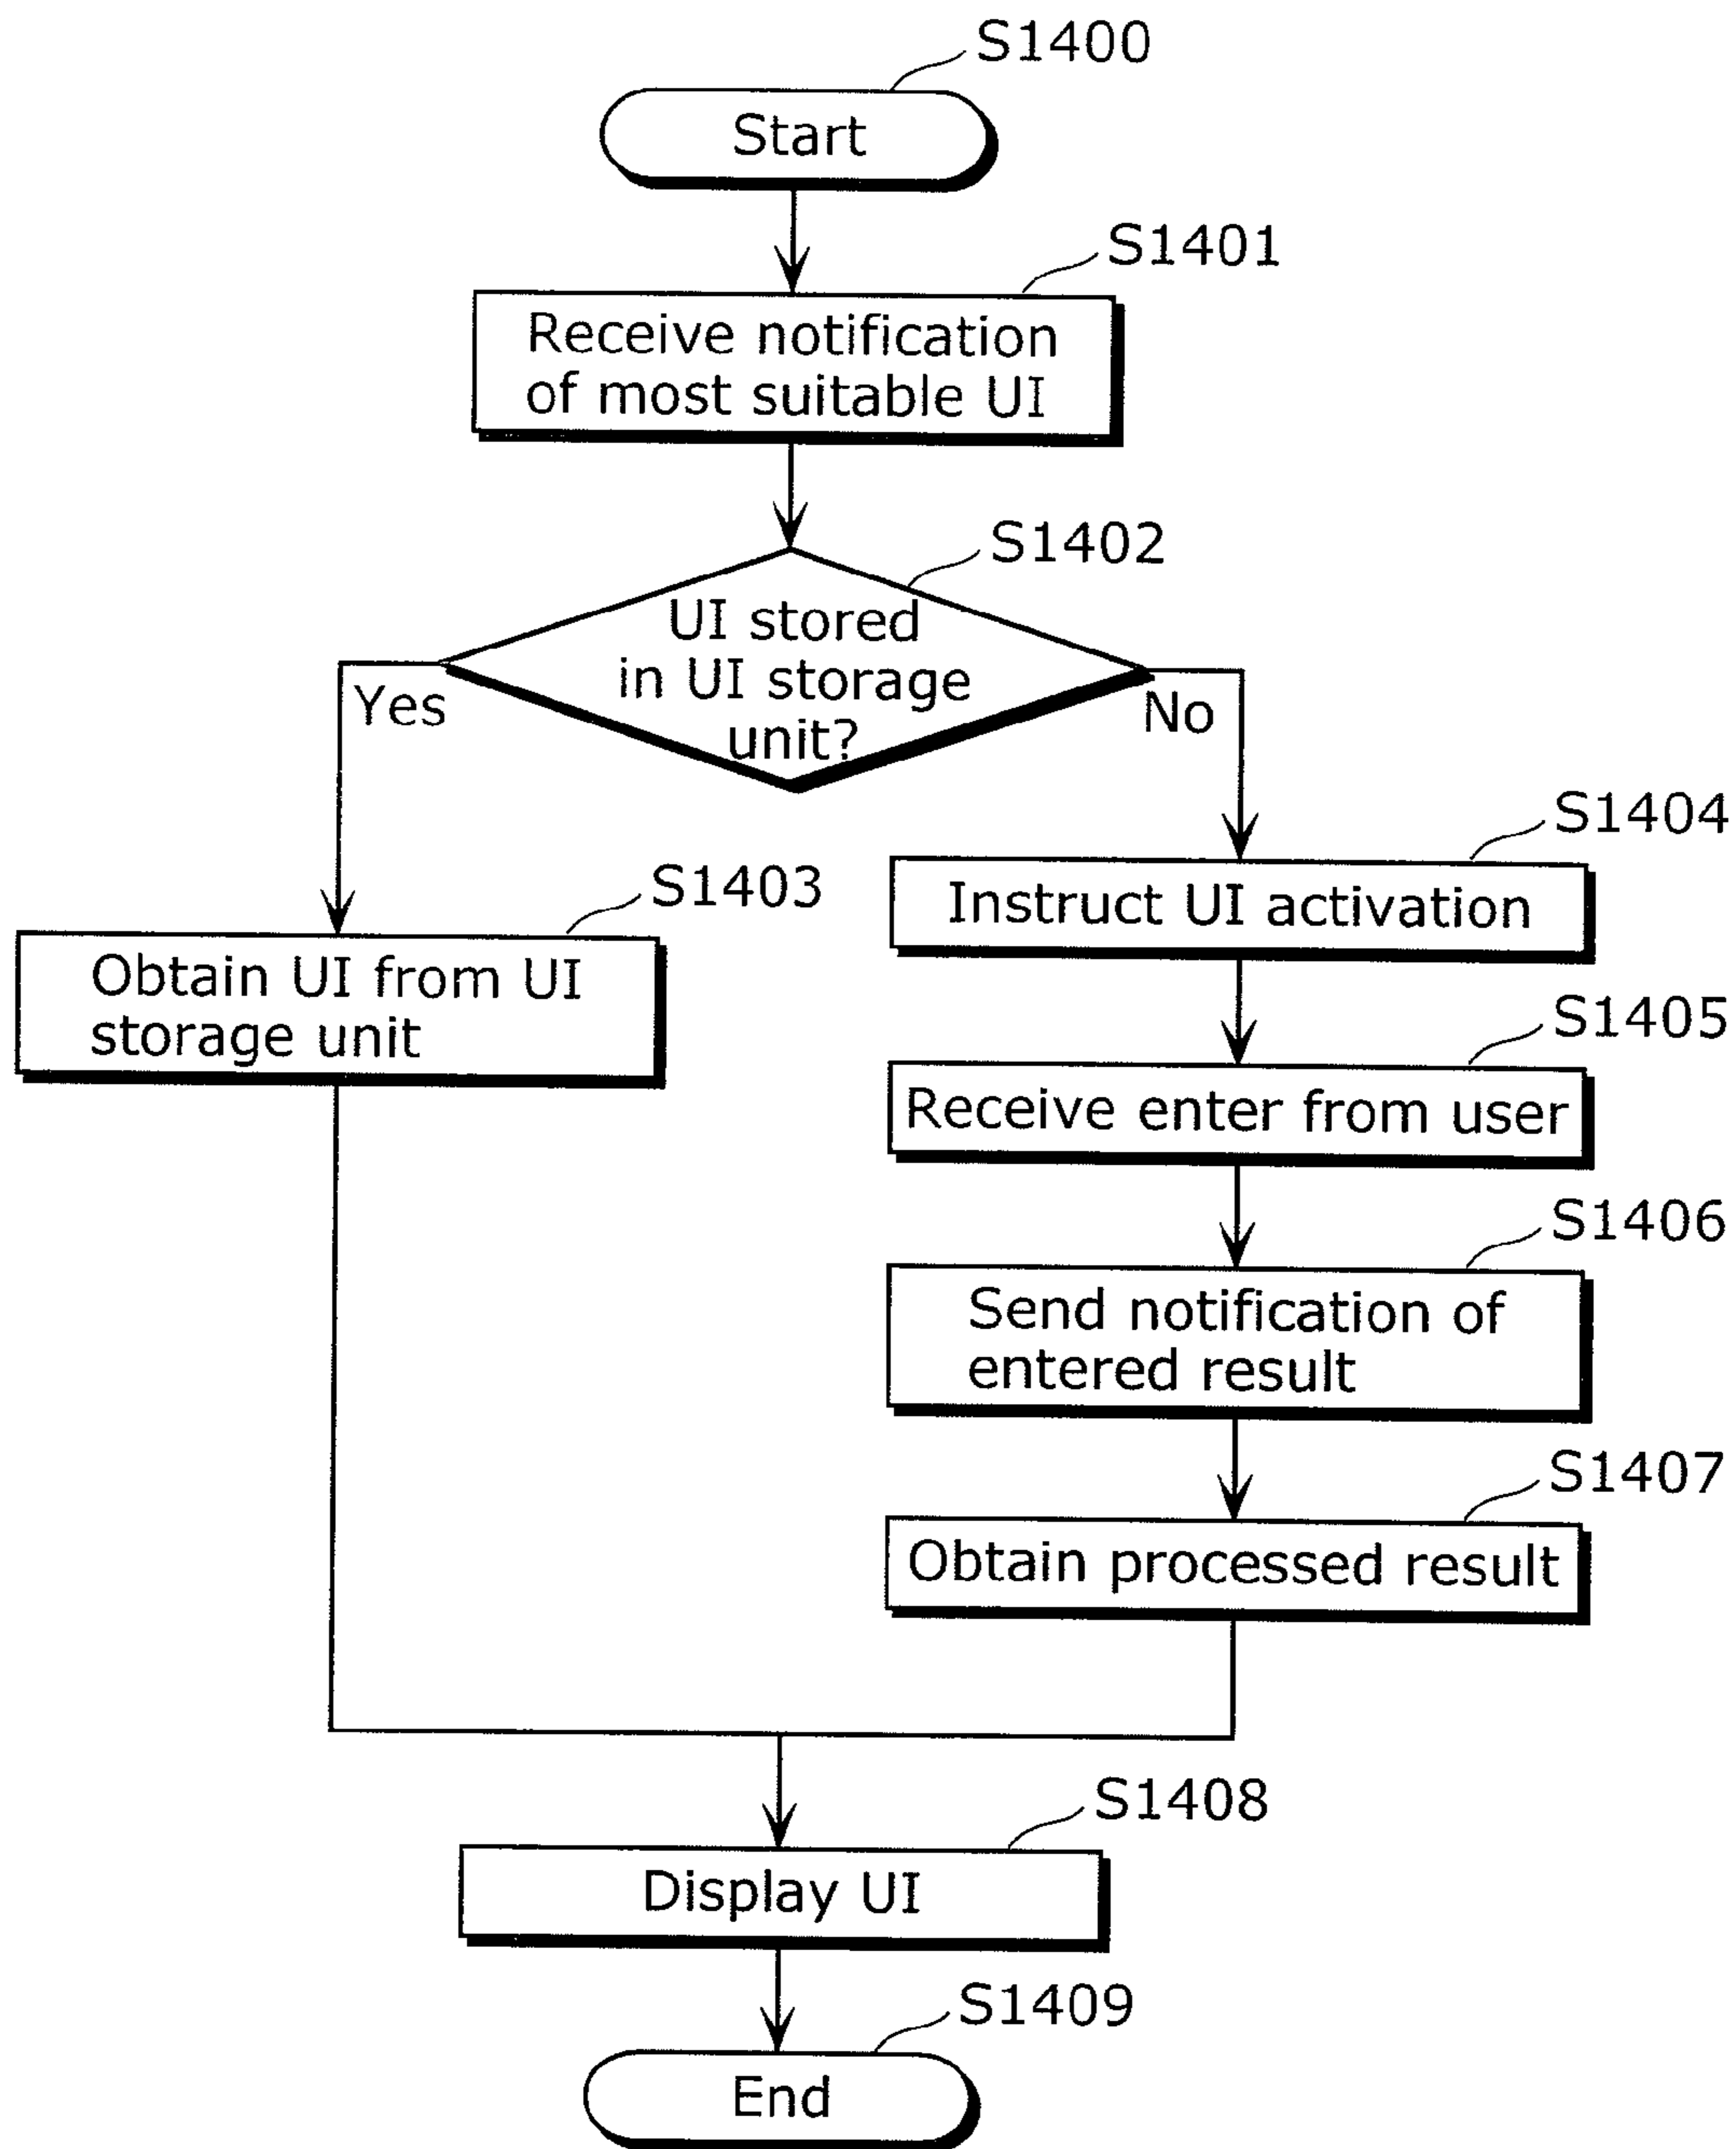 S1400
Start
S1401
Receive notification
of most suitable UI
S1402
UI stored
in UI storage
unit?
Yes
No
S1403
Obtain UI from UI
storage unit
S1404
Instruct UI activation
S1405
Receive enter from user
S1406
Send notification of
entered result
S1407
Obtain processed result
S1408
Display UI
S1409
End